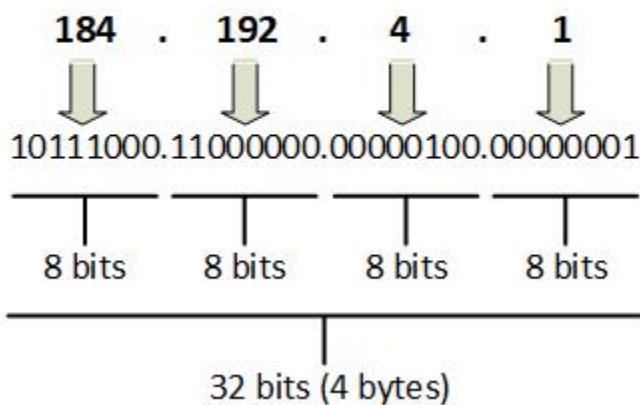 184 . 192 . 4 . 1
10111000.11000000.00000100.00000001
8 bits 8 bits 8 bits 8 bits
32 bits (4 bytes)